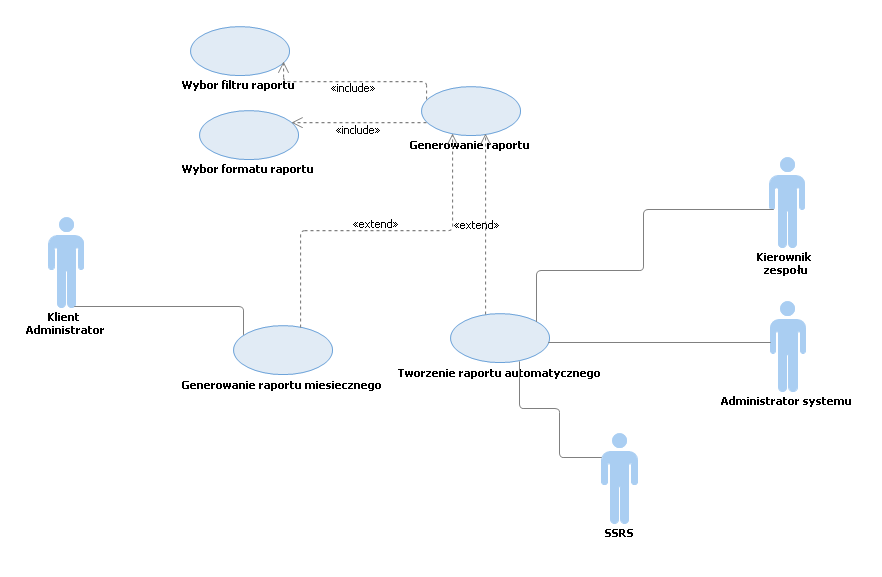 Wybor filtru raportu
«include»
«include»
Generowanie raportu
Wybor formatu raportu
«extend»
«extend»
Kierownik
zespołu
Klient
Administrator
Generowanie raportu miesiecznego
Tworzenie raportu automatycznego
Administrator systemu
SSRS